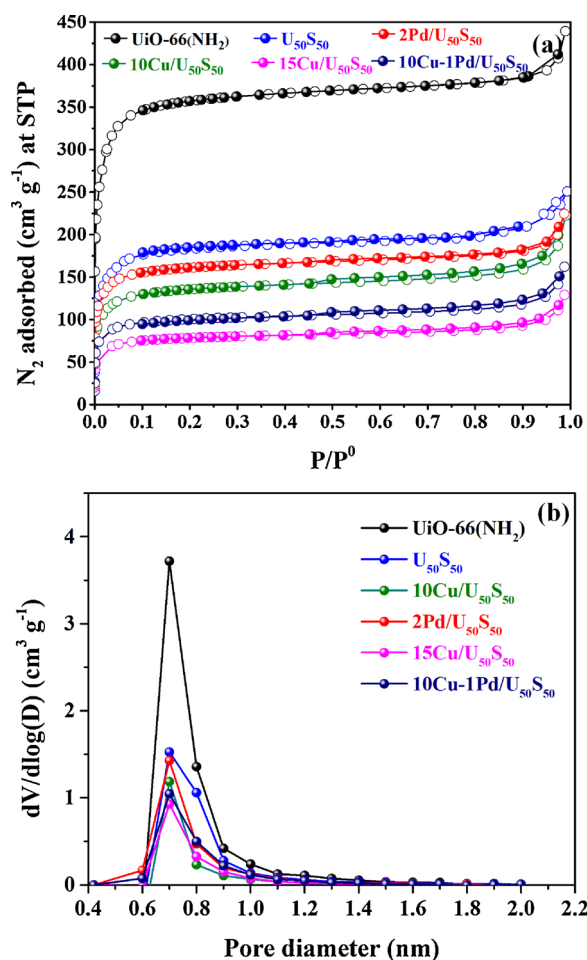 UiO-66(NH₂) U₅₀S₅₀ 2Pd/U₅₀S₅₀
10Cu/U₅₀S₅₀ 15Cu/U₅₀S₅₀ 10Cu-1Pd/U₅₀S₅₀
(a)
N₂ adsorbed (cm³ g⁻¹) at STP
450
400
350
300
250
200
150
100
50
0
0.0 0.1 0.2 0.3 0.4 0.5 0.6 0.7 0.8 0.9 1.0
P/P⁰
(b)
UiO-66(NH₂)
U₅₀S₅₀
10Cu/U₅₀S₅₀
2Pd/U₅₀S₅₀
15Cu/U₅₀S₅₀
10Cu-1Pd/U₅₀S₅₀
dV/dlog(D) (cm³ g⁻¹)
4
3
2
1
0
0.4 0.6 0.8 1.0 1.2 1.4 1.6 1.8 2.0 2.2
Pore diameter (nm)